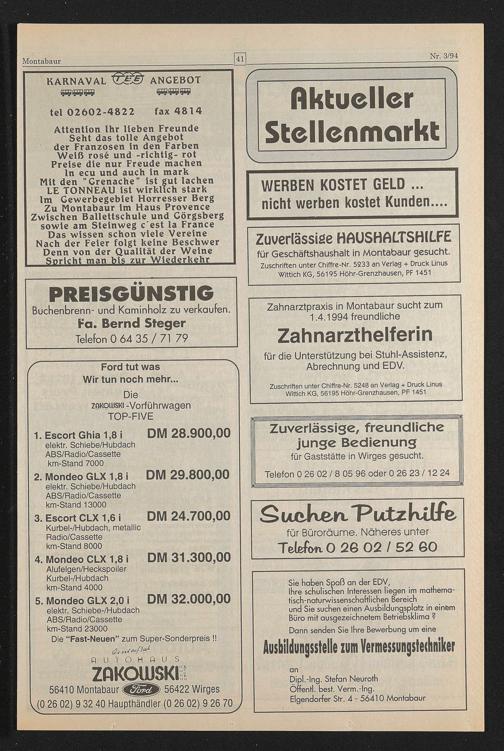 Montabaur
41
Nr. 3/94
KARNAVAL TEE ANGEBOT
tel 02602-4822 fax 4814
Attention Ihr lieben Freunde
Seht das tolle Angebot
der Franzosen in den Farben
Weiß rosé und -richtig- rot
Preise die nur Freude machen
In ecu und auch in mark
Mit den "Grenache" ist gut lachen
LE TONNEAU ist wirklich stark
Im Gewerbegebiet Horresser Berg
Zu Montabaur im Haus Provence
Zwischen Ballettschule und Görgsberg
sowie am Steinweg c'est la France
Das wissen schon viele Vereine
Nach der Feier folgt keine Beschwer
Denn von der Qualität der Weine
Spricht man bis zur Wiederkehr
PREISGÜNSTIG
Buchenbrenn- und Kaminholz zu verkaufen.
Fa. Bernd Steger
Telefon 0 64 35 / 71 79
Ford tut was
Wir tun noch mehr...
Die
ZAKOWSKI-Vorführwagen
TOP-FIVE
1. Escort Ghia 1,8 i DM 28.900,00
elektr. Schiebe/Hubdach
ABS/Radio/Cassette
km-Stand 7000
2. Mondeo GLX 1,8 i DM 29.800,00
elektr. Schiebe/Hubdach
ABS/Radio/Cassette
km-Stand 13000
3. Escort CLX 1,6 i DM 24.700,00
Kurbel-/Hubdach, metallic
Radio/Cassette
km-Stand 8000
4. Mondeo CLX 1,8 i DM 31.300,00
Alufelgen/Heckspoiler
Kurbel-/Hubdach
km-Stand 4000
5. Mondeo GLX 2,0 i DM 32.000,00
elektr. Schiebe-/Hubdach
ABS/Radio/Cassette
km-Stand 23000
Die "Fast-Neuen" zum Super-Sonderpreis !!
AUTOHAUS
ZAKOWSKI
56410 Montabaur Ford 56422 Wirges
(0 26 02) 9 32 40 Haupthändler (0 26 02) 9 26 70
Aktueller
Stellenmarkt
WERBEN KOSTET GELD ...
nicht werben kostet Kunden....
Zuverlässige HAUSHALTSHILFE
für Geschäftshaushalt in Montabaur gesucht.
Zuschriften unter Chiffre-Nr. 5233 an Verlag + Druck Linus
Wittich KG, 56195 Höhr-Grenzhausen, PF 1451
Zahnarztpraxis in Montabaur sucht zum
1.4.1994 freundliche
Zahnarzthelferin
für die Unterstützung bei Stuhl-Assistenz,
Abrechnung und EDV.
Zuschriften unter Chiffre-Nr. 5248 an Verlag + Druck Linus
Wittich KG, 56195 Höhr-Grenzhausen, PF 1451
Zuverlässige, freundliche
junge Bedienung
für Gaststätte in Wirges gesucht.
Telefon 0 26 02 / 8 05 96 oder 0 26 23 / 12 24
Suchen Putzhilfe
für Büroräume. Näheres unter
Telefon 0 26 02 / 52 60
Sie haben Spaß an der EDV,
Ihre schulischen Interessen liegen im mathema-
tisch-naturwissenschaftlichen Bereich
und Sie suchen einen Ausbildungsplatz in einem
Büro mit ausgezeichnetem Betriebsklima ?
Dann senden Sie Ihre Bewerbung um eine
Ausbildungsstelle zum Vermessungstechniker
an
Dipl.-Ing. Stefan Neuroth
Öffentl. best. Verm.-Ing.
Elgendorfer Str. 4 - 56410 Montabaur